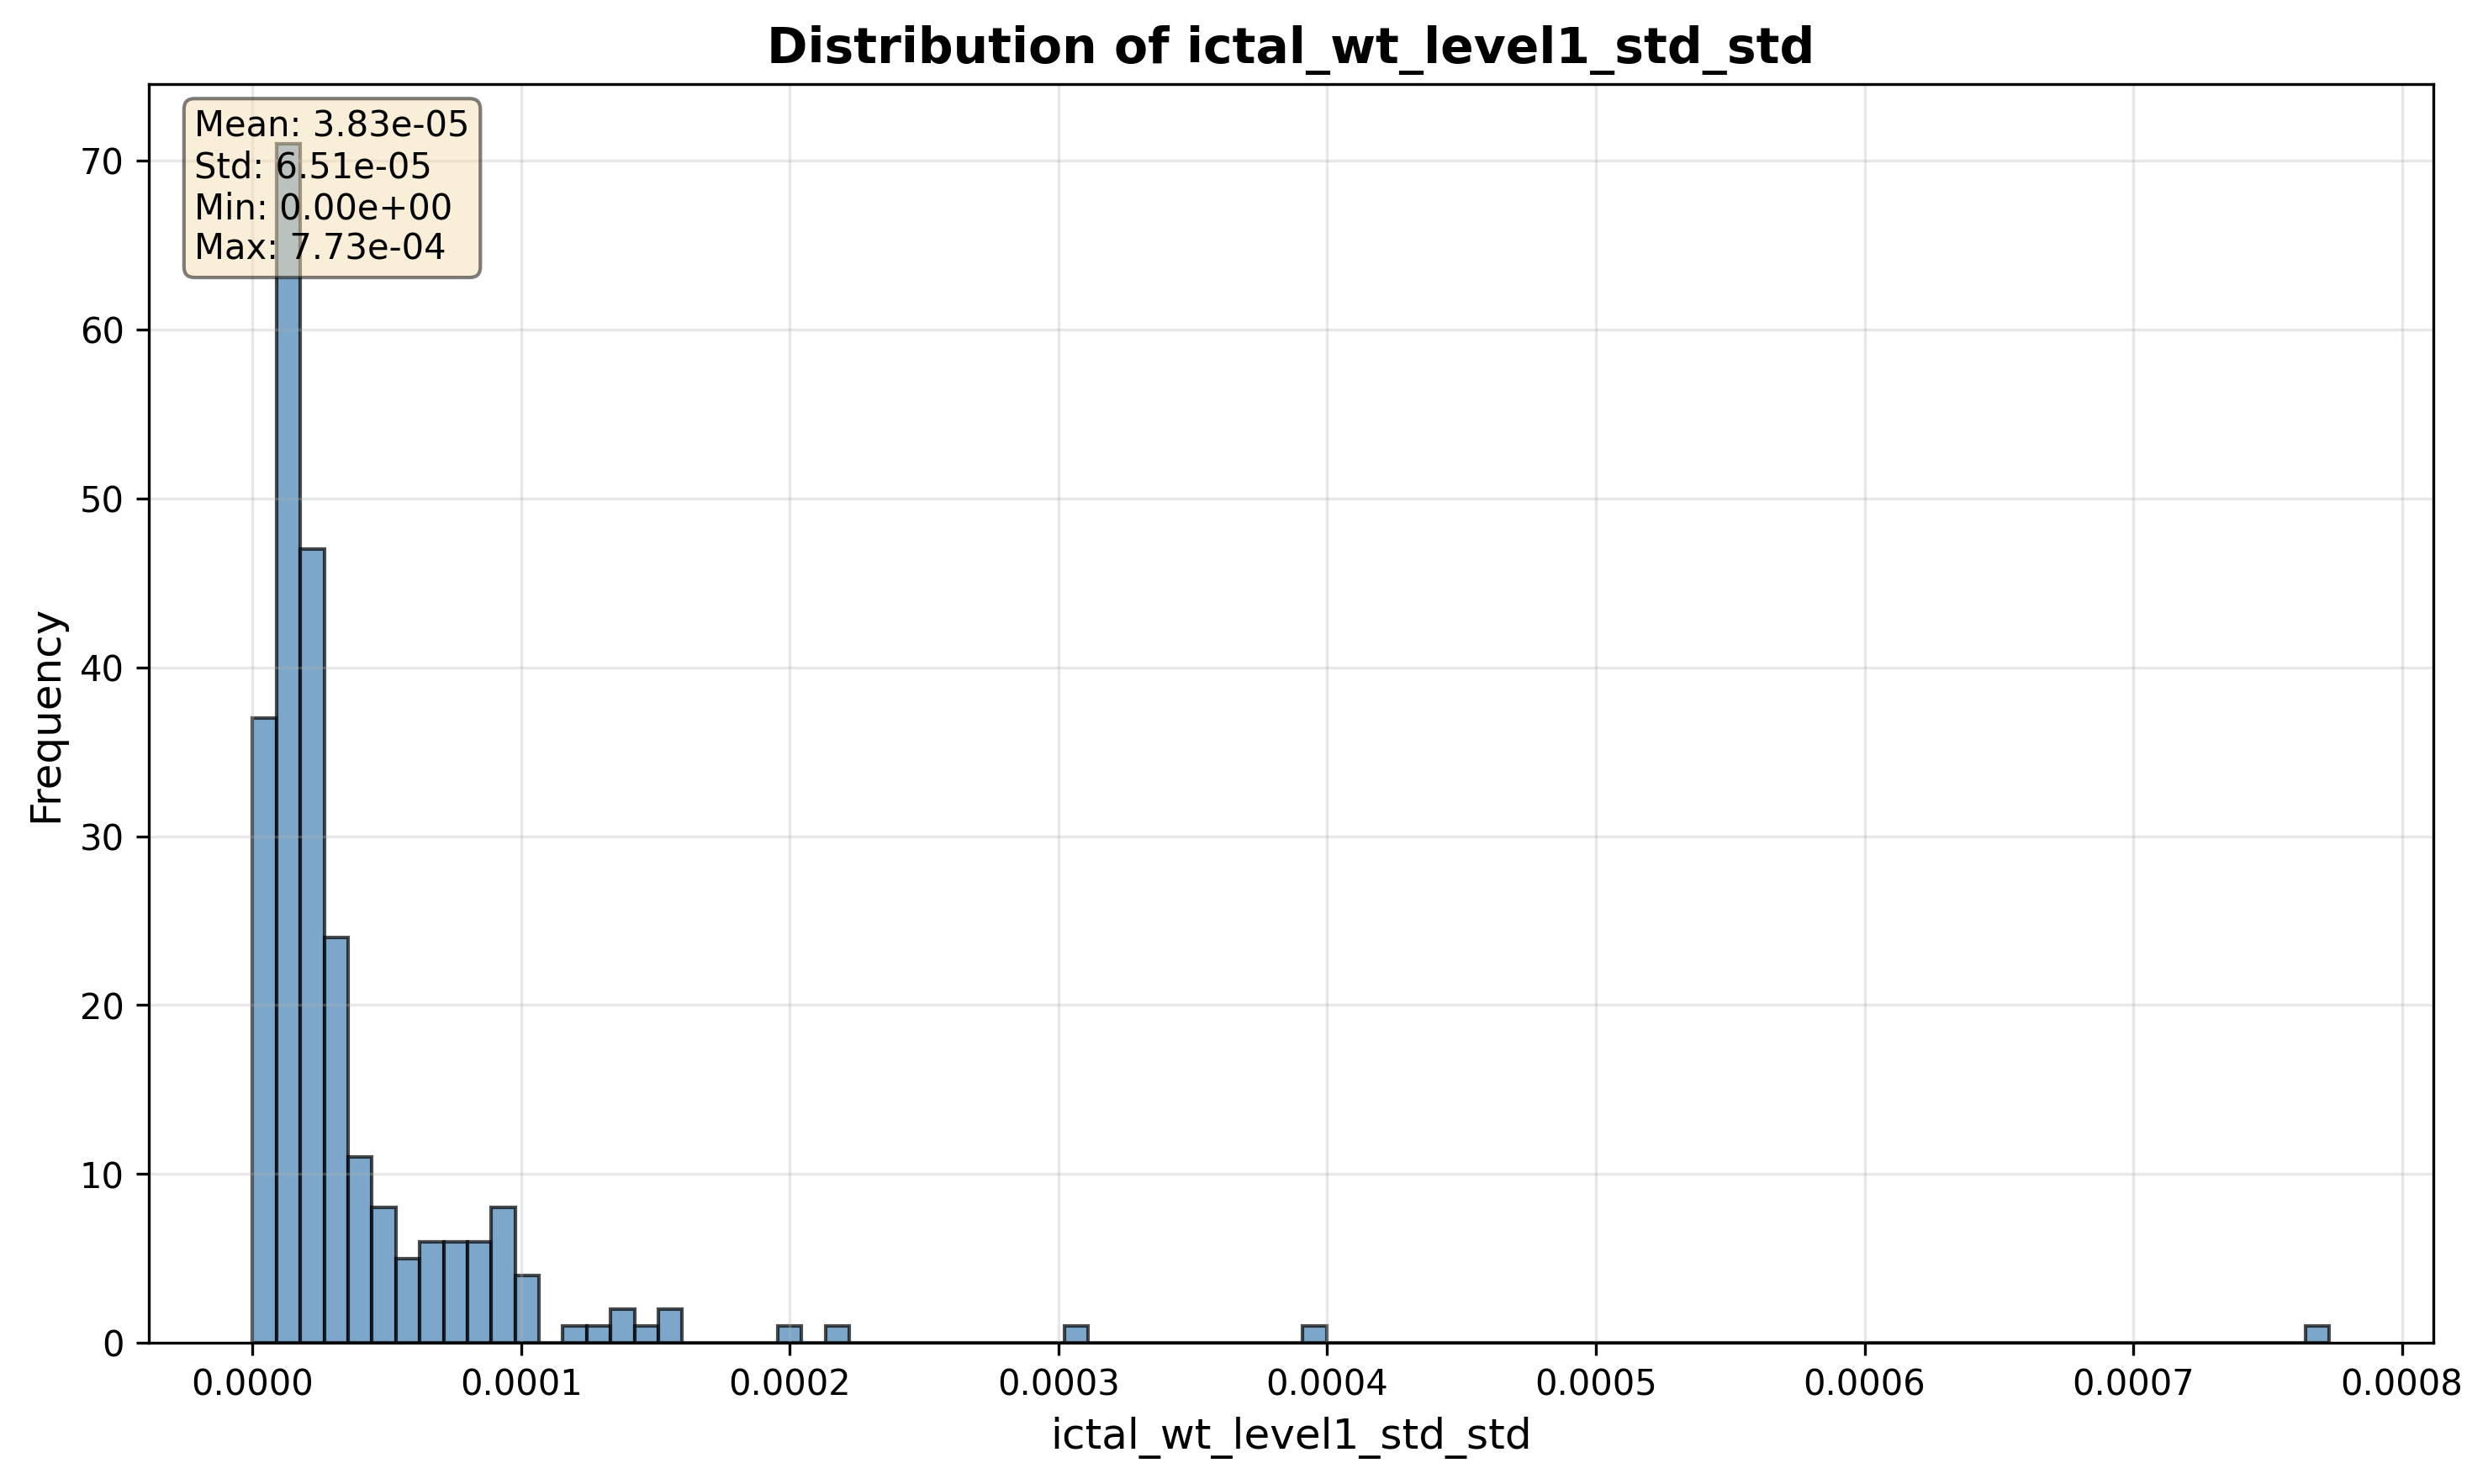 Distribution of ictal_wt_level1_std_std
Mean: 3.83e-05
Std: 6.51e-05
Min: 0.00e+00
Max: 7.73e-04
Frequency
70
60
50
40
30
20
10
0
0.0000 0.0001 0.0002 0.0003 0.0004 0.0005 0.0006 0.0007 0.0008
ictal_wt_level1_std_std